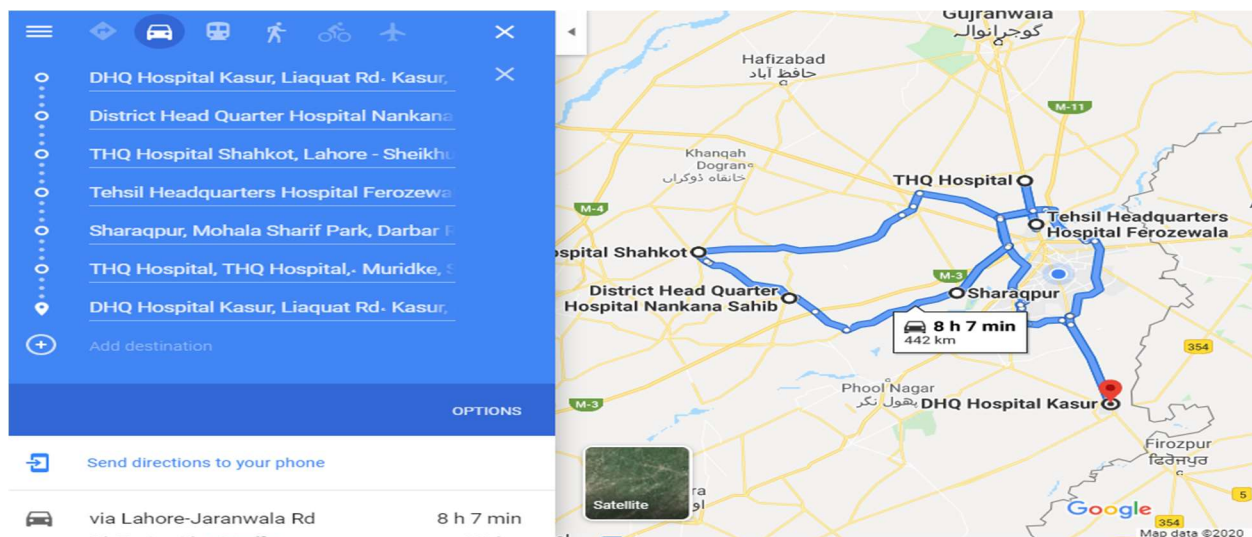 DHQ Hospital Kasur, Liaquat Rd، Kasur,
District Head Quarter Hospital Nankana
THQ Hospital Shahkot, Lahore - Sheikhu
Tehsil Headquarters Hospital Ferozewa
Sharaqpur, Mohala Sharif Park, Darbar R
THQ Hospital, THQ Hospital,، Muridke, S
DHQ Hospital Kasur, Liaquat Rd، Kasur,
Add destination
OPTIONS
Send directions to your phone
via Lahore-Jaranwala Rd 8 h 7 min
Gujranwala
گوجرانوالہ
Hafizabad
حافظ آباد
M-11
Khanqah
Dogran
خانقاہ ڈوگراں
THQ Hospital
M-4
Tehsil Headquarters
Hospital Ferozewala
spital Shahkot
M-3
District Head Quarter
Hospital Nankana Sahib
Sharaqpur
8 h 7 min
442 km
354
Phool Nagar
پھول نگر
DHQ Hospital Kasur
M-3
Firozpur
ਫਿਰੋਜ਼ਪੁਰ
Satellite
ra
او
5
Google
354
Map data ©2020